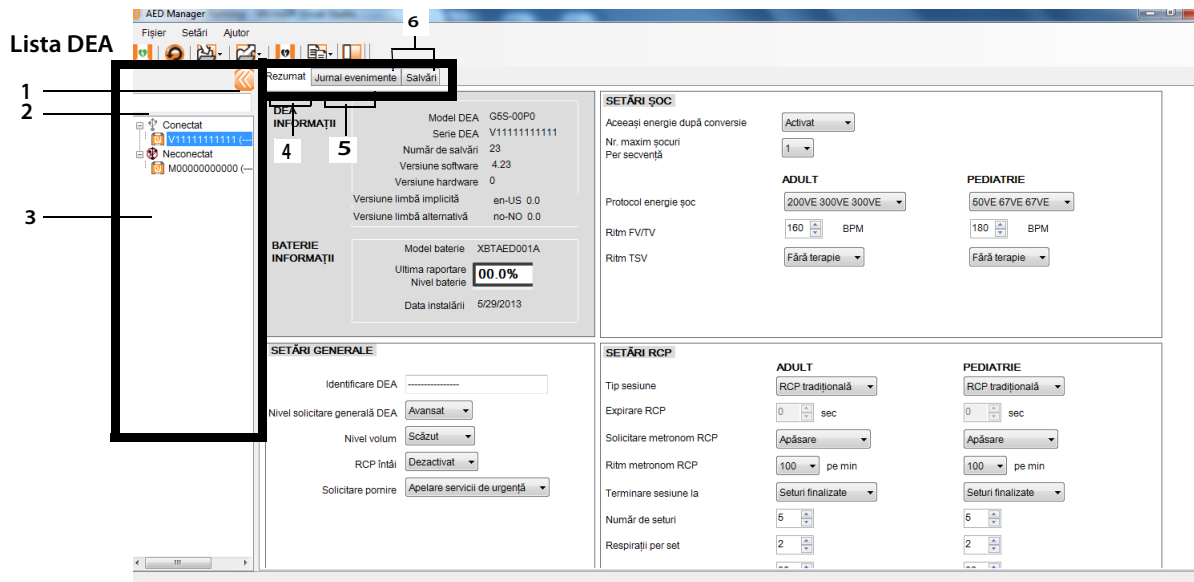 AED Manager
6
Fișier Setări Ajutor
Lista DEA
Rezumat Jurnal evenimente Salvări
1
2
3
4
5
Conectat
V11111111111 (---
Neconectat
M00000000000 (---
DEA
INFORMAȚII
Model DEA G5S-00P0
Serie DEA V11111111111
Număr de salvări 23
Versiune software 4.23
Versiune hardware 0
Versiune limbă implicită en-US 0.0
Versiune limbă alternativă no-NO 0.0
BATERIE
INFORMAȚII
Model baterie XBTAED001A
Ultima raportare
Nivel baterie 00.0%
Data instalării 5/29/2013
SETĂRI ȘOC
Aceeași energie după conversie Activat
Nr. maxim șocuri
Per secvență 1
ADULT PEDIATRIE
Protocol energie șoc 200VE 300VE 300VE 50VE 67VE 67VE
Ritm FV/TV 160 BPM 180 BPM
Ritm TSV Fără terapie Fără terapie
SETĂRI GENERALE
Identificare DEA ----------------
Nivel solicitare generală DEA Avansat
Nivel volum Scăzut
RCP întâi Dezactivat
Solicitare pornire Apelare servicii de urgență
SETĂRI RCP
ADULT PEDIATRIE
Tip sesiune RCP tradițională RCP tradițională
Expirare RCP 0 sec 0 sec
Solicitare metronom RCP Apăsare Apăsare
Ritm metronom RCP 100 pe min 100 pe min
Terminare sesiune la Seturi finalizate Seturi finalizate
Număr de seturi 5 5
Respirații per set 2 2